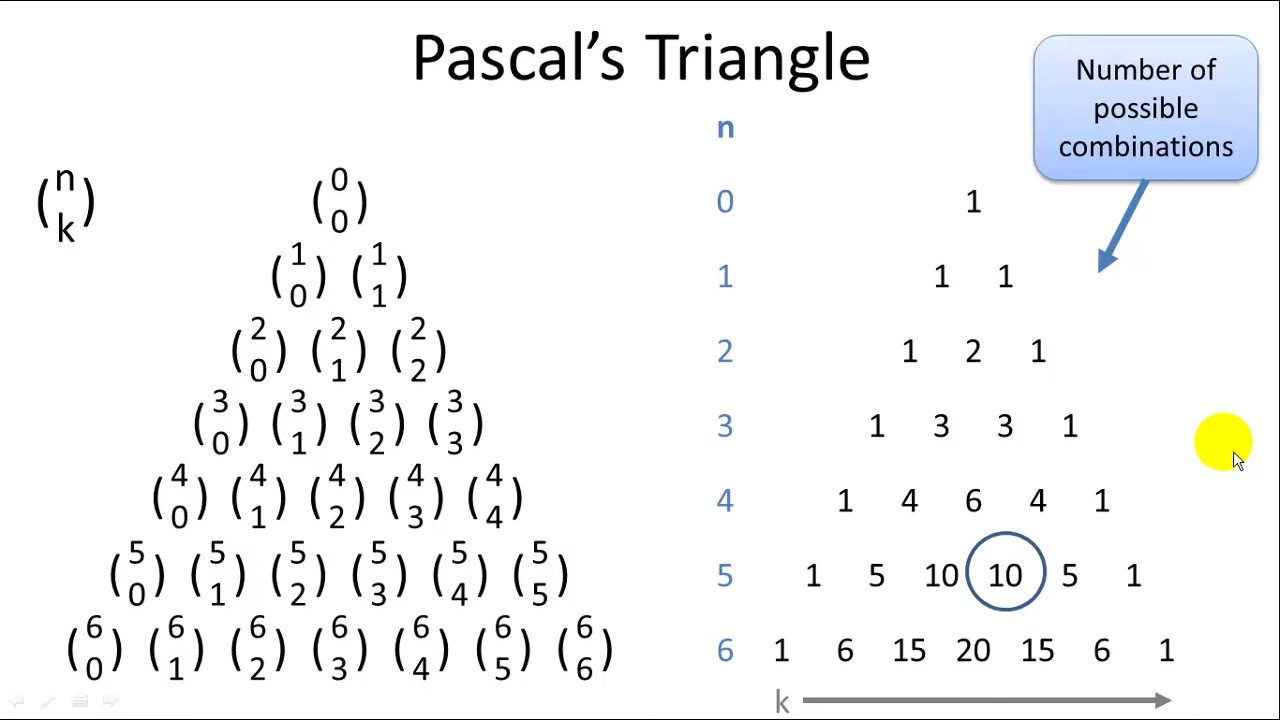 Pascal's Triangle
Number of
possible
combinations
n
(n k)
(0 0)
0 1
(1 0) (1 1)
1 1 1
(2 0) (2 1) (2 2)
2 1 2 1
(3 0) (3 1) (3 2) (3 3)
3 1 3 3 1
(4 0) (4 1) (4 2) (4 3) (4 4)
4 1 4 6 4 1
(5 0) (5 1) (5 2) (5 3) (5 4) (5 5)
5 1 5 10 10 5 1
(6 0) (6 1) (6 2) (6 3) (6 4) (6 5) (6 6)
6 1 6 15 20 15 6 1
k